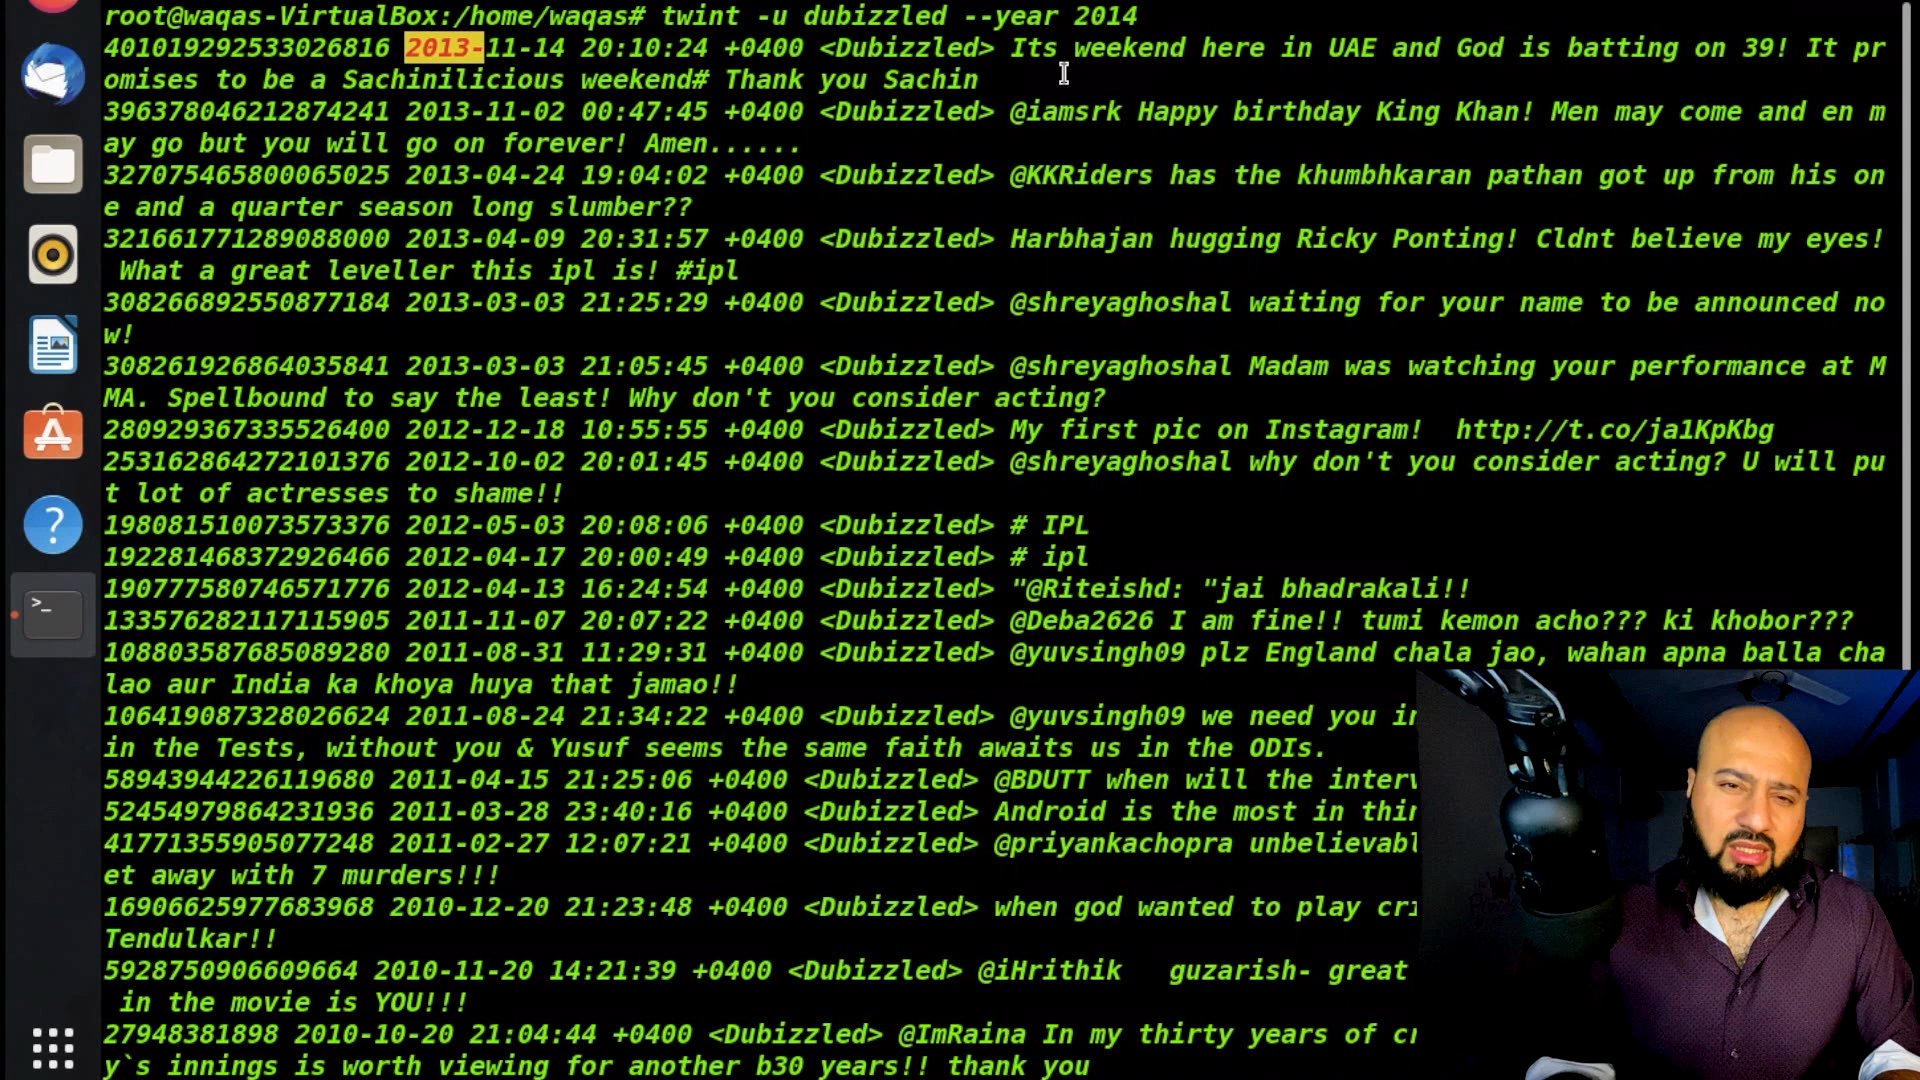 root@waqas-VirtualBox:/home/waqas# twint -u dubizzled --year 2014
401019292533026816 2013-11-14 20:10:24 +0400 <Dubizzled> Its weekend here in UAE and God is batting on 39! It pr
omises to be a Sachinilicious weekend# Thank you Sachin
396378046212874241 2013-11-02 00:47:45 +0400 <Dubizzled> @iamsrk Happy birthday King Khan! Men may come and en m
ay go but you will go on forever! Amen......
327075465800065025 2013-04-24 19:04:02 +0400 <Dubizzled> @KKRiders has the khumbhkaran pathan got up from his on
e and a quarter season long slumber??
321661771289088000 2013-04-09 20:31:57 +0400 <Dubizzled> Harbhajan hugging Ricky Ponting! Cldnt believe my eyes!
What a great leveller this ipl is! #ipl
308266892550877184 2013-03-03 21:25:29 +0400 <Dubizzled> @shreyaghoshal waiting for your name to be announced no
w!
308261926864035841 2013-03-03 21:05:45 +0400 <Dubizzled> @shreyaghoshal Madam was watching your performance at M
MA. Spellbound to say the least! Why don't you consider acting?
280929367335526400 2012-12-18 10:55:55 +0400 <Dubizzled> My first pic on Instagram!  http://t.co/ja1KpKbg
253162864272101376 2012-10-02 20:01:45 +0400 <Dubizzled> @shreyaghoshal why don't you consider acting? U will pu
t lot of actresses to shame!!
198081510073573376 2012-05-03 20:08:06 +0400 <Dubizzled> # IPL
192281468372926466 2012-04-17 20:00:49 +0400 <Dubizzled> # ipl
190777580746571776 2012-04-13 16:24:54 +0400 <Dubizzled> "@Riteishd: "jai bhadrakali!!
133576282117115905 2011-11-07 20:07:22 +0400 <Dubizzled> @Deba2626 I am fine!! tumi kemon acho??? ki khobor???
108803587685089280 2011-08-31 11:29:31 +0400 <Dubizzled> @yuvsingh09 plz England chala jao, wahan apna balla cha
lao aur India ka khoya huya that jamao!!
106419087328026624 2011-08-24 21:34:22 +0400 <Dubizzled> @yuvsingh09 we need you in
in the Tests, without you & Yusuf seems the same faith awaits us in the ODIs.
58943944226119680 2011-04-15 21:25:06 +0400 <Dubizzled> @BDUTT when will the interv
52454979864231936 2011-03-28 23:40:16 +0400 <Dubizzled> Android is the most in thin
41771355905077248 2011-02-27 12:07:21 +0400 <Dubizzled> @priyankachopra unbelievabl
et away with 7 murders!!!
16906625977683968 2010-12-20 21:23:48 +0400 <Dubizzled> when god wanted to play cri
Tendulkar!!
5928750906609664 2010-11-20 14:21:39 +0400 <Dubizzled> @iHrithik   guzarish- great
in the movie is YOU!!!
27948381898 2010-10-20 21:04:44 +0400 <Dubizzled> @ImRaina In my thirty years of cr
y`s innings is worth viewing for another b30 years!! thank you